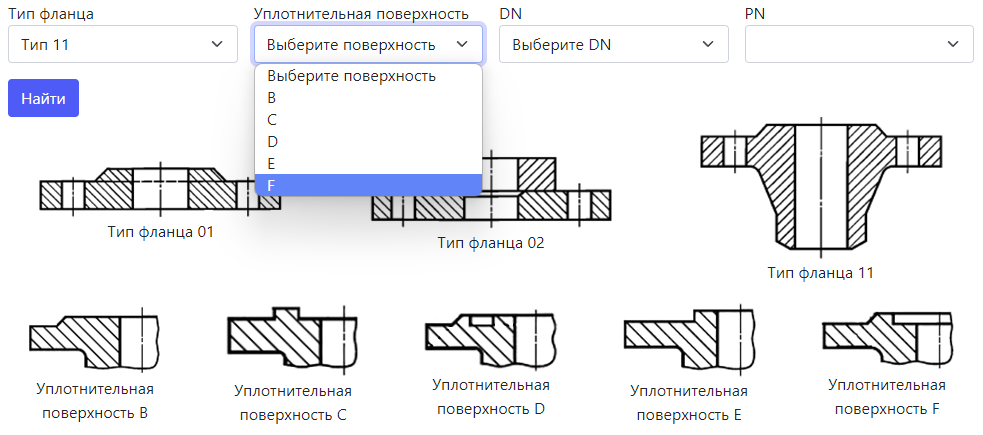 Тип фланца
Уплотнительная поверхность
DN
PN
Тип 11
Выберите поверхность
Выберите DN
Выберите поверхность
B
C
D
E
F
Найти
Тип фланца 01
Тип фланца 02
Тип фланца 11
Уплотнительная
поверхность B
Уплотнительная
поверхность C
Уплотнительная
поверхность D
Уплотнительная
поверхность E
Уплотнительная
поверхность F